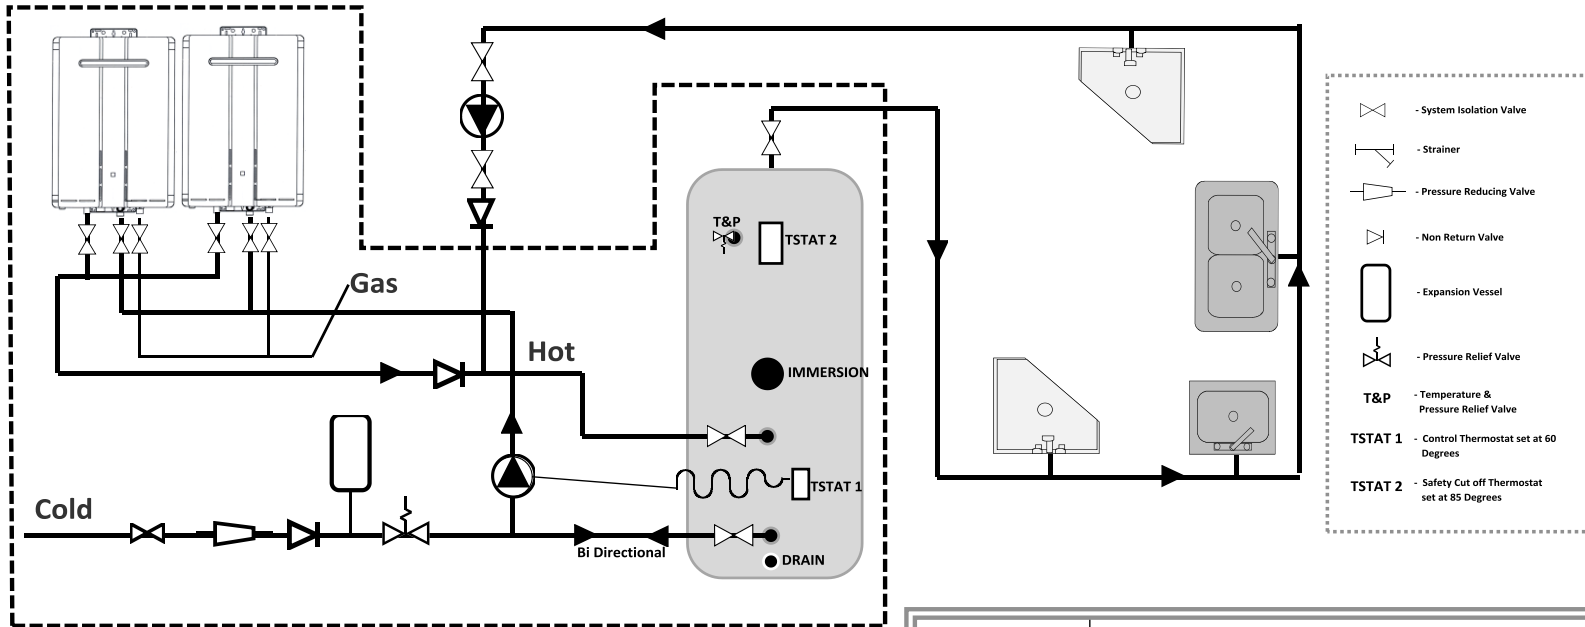 Gas
Hot
Cold
T&P
TSTAT 2
IMMERSION
TSTAT 1
Bi Directional
DRAIN
- System Isolation Valve
- Strainer
- Pressure Reducing Valve
- Non Return Valve
- Expansion Vessel
- Pressure Relief Valve
T&P - Temperature &
Pressure Relief Valve
TSTAT 1 - Control Thermostat set at 60
Degrees
TSTAT 2 - Safety Cut off Thermostat
set at 85 Degrees